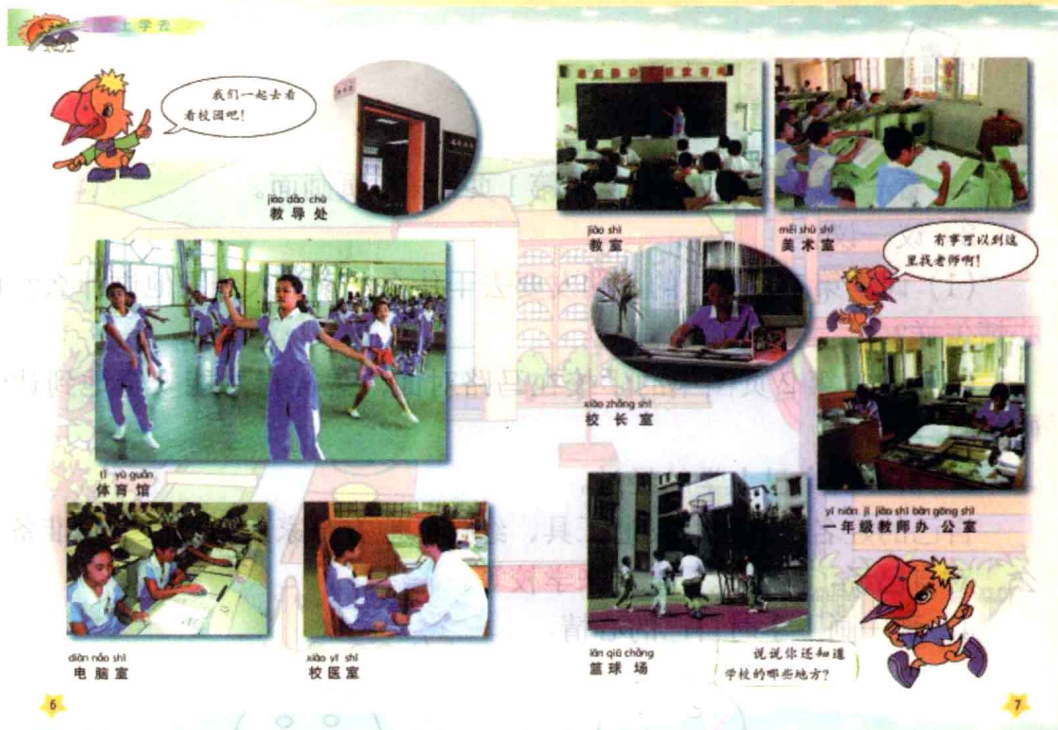 上学去
我们一起去看
看校园吧！
jiào dǎo chù
教导处
tǐ yù guǎn
体育馆
diàn nǎo shì
电脑室
xiào yī shì
校医室
6
jiào shì
教室
měi shù shì
美术室
有事可以到这
里找老师啊！
xiào zhǎng shì
校长室
yī nián jí jiào shī bàn gōng shì
一年级教师办公室
lán qiú chǎng
篮球场
说说你还知道
学校的哪些地方？
7